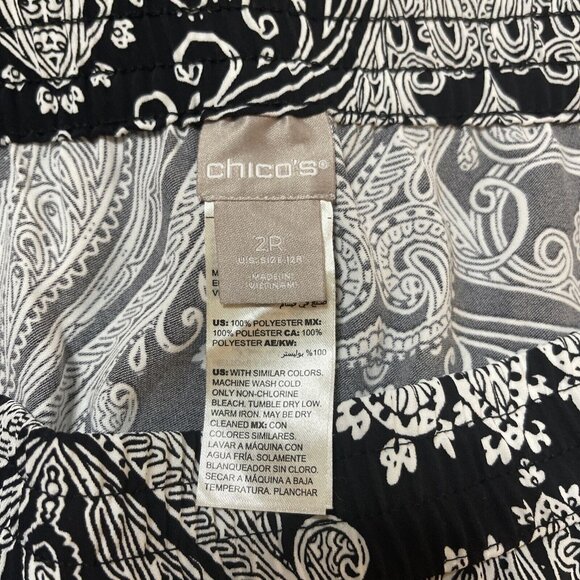 chico's®
2R
U.S. SIZE 12R
MADE IN
VIETNAM
US: 100% POLYESTER MX:
100% POLIÉSTER CA: 100%
POLYESTER AE/KW:
100% بوليستر
US: WITH SIMILAR COLORS.
MACHINE WASH COLD
ONLY NON-CHLORINE
BLEACH. TUMBLE DRY LOW.
WARM IRON. MAY BE DRY
CLEANED MX: CON
COLORES SIMILARES.
LAVAR A MÁQUINA CON
AGUA FRÍA. SOLAMENTE
BLANQUEADOR SIN CLORO.
SECAR A MÁQUINA A BAJA
TEMPERATURA. PLANCHAR